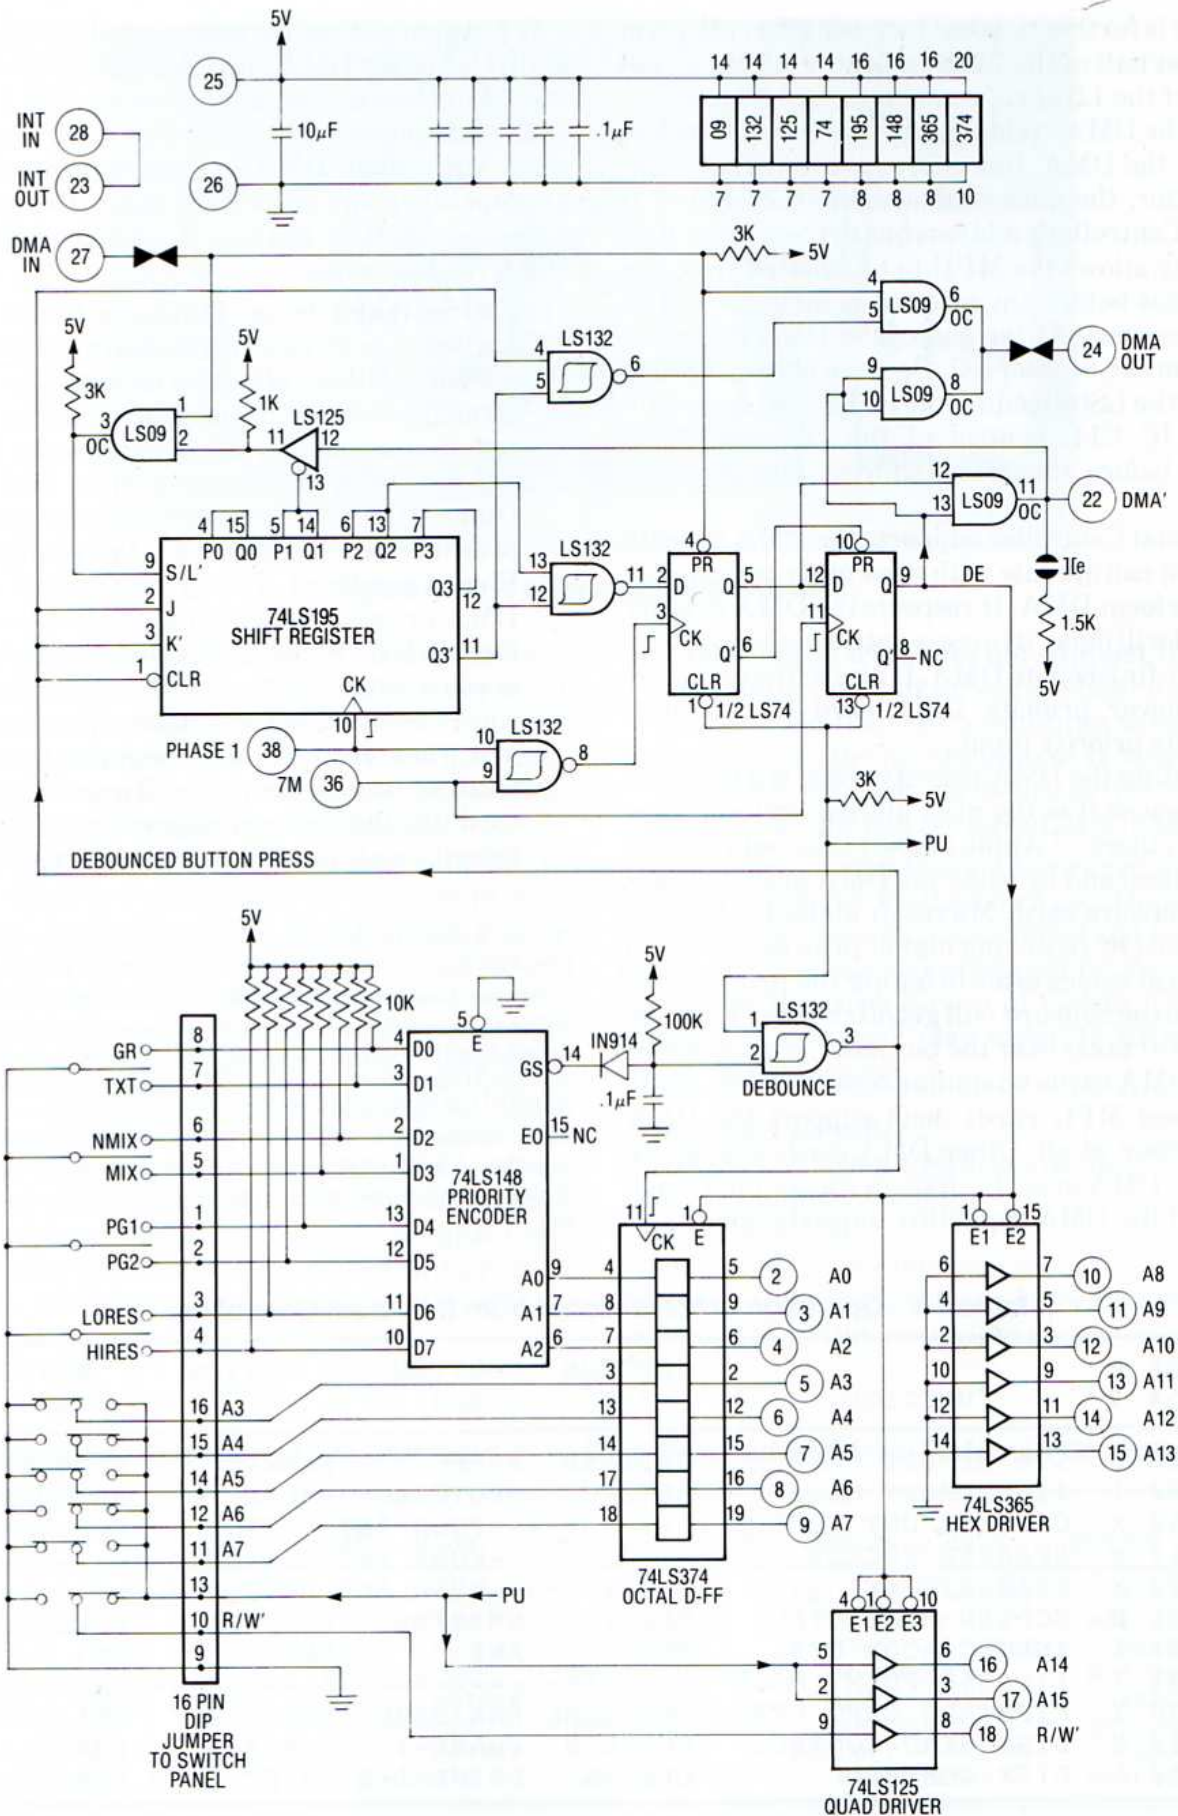 5V
25
10µF
.1µF
26
INT IN 28
INT OUT 23
DMA IN 27
14 14 14 14 16 16 16 20
09 132 125 74 195 148 365 374
7 7 7 7 8 8 8 10
3K 5V
4 5 LS09 6 OC
9 10 LS09 8 OC
24 DMA OUT
5V 3K
5V 1K
3 OC LS09 1 2
LS125 11 12 13
LS132 4 5 6
12 13 LS09 11 OC
22 DMA'
1.5K
5V
4 15 5 14 6 13 7
P0 Q0 P1 Q1 P2 Q2 P3
9 S/L'
2 J
3 K'
1 CLR
74LS195
SHIFT REGISTER
Q3 12
Q3' 11
CK
10
LS132 13 12 11
4 PR
2 D Q 5
3 CK
Q' 6
CLR
1 1/2 LS74
10 PR
12 D Q 9
11 CK
Q' 8 NC
CLR
13 1/2 LS74
DE
PHASE 1 38
7M 36
LS132 10 9 8
3K 5V
PU
DEBOUNCED BUTTON PRESS
5V
10K
5V
100K
IN914
.1µF
LS132 1 2 3
DEBOUNCE
5 E
GS 14
EO 15 NC
74LS148
PRIORITY
ENCODER
GR 8 4 D0
TXT 7 3 D1
NMIX 6 2 D2
MIX 5 1 D3
PG1 1 13 D4
PG2 2 12 D5
LORES 3 11 D6
HIRES 4 10 D7
A0 9
A1 7
A2 6
11 CK 1 E
4 5 2 A0
8 9 3 A1
7 6 4 A2
3 2 5 A3
13 12 6 A4
14 15 7 A5
17 16 8 A6
18 19 9 A7
74LS374
OCTAL D-FF
1 15
E1 E2
6 7 10 A8
4 5 11 A9
2 3 12 A10
10 9 13 A11
12 11 14 A12
14 13 15 A13
74LS365
HEX DRIVER
16 A3
15 A4
14 A5
12 A6
11 A7
13 PU
10 R/W'
9
16 PIN
DIP
JUMPER
TO SWITCH
PANEL
4 1 10
E1 E2 E3
5 6 16 A14
2 3 17 A15
9 8 18 R/W'
74LS125
QUAD DRIVER